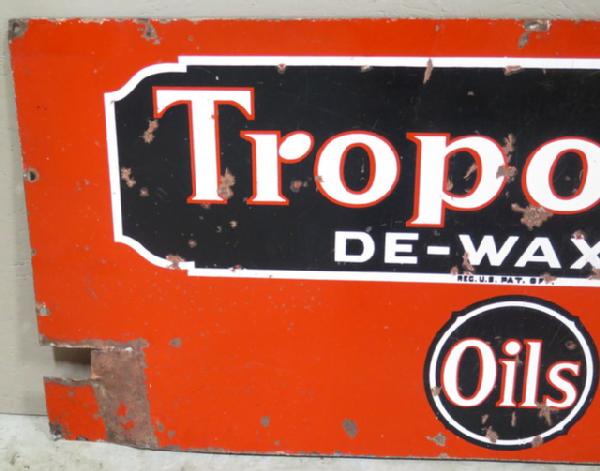 Tropo
DE-WAX
REG. U.S. PAT. OFF.
Oils